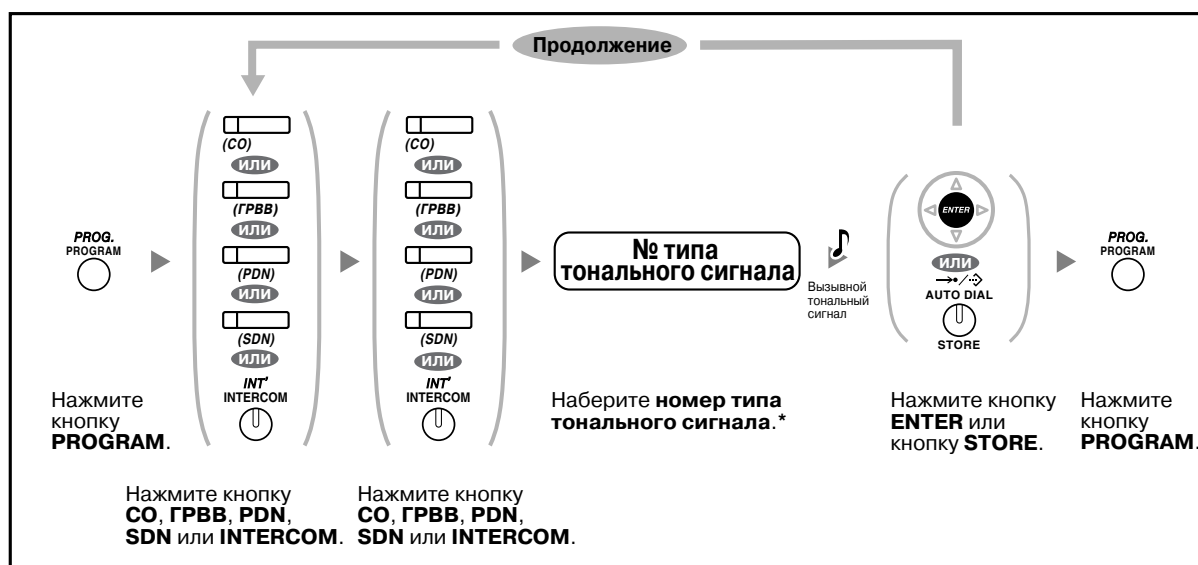 Продолжение
PROG.
PROGRAM
(CO)
или
(ГРВВ)
или
(PDN)
или
(SDN)
или
INT'
INTERCOM
(CO)
или
(ГРВВ)
или
(PDN)
или
(SDN)
или
INT'
INTERCOM
№ типа
тонального сигнала
Вызывной
тональный
сигнал
ENTER
или
AUTO DIAL
STORE
PROG.
PROGRAM
Нажмите
кнопку
PROGRAM.
Нажмите кнопку
CO, ГРВВ, PDN,
SDN или INTERCOM.
Нажмите кнопку
CO, ГРВВ, PDN,
SDN или INTERCOM.
Наберите номер типа
тонального сигнала.*
Нажмите кнопку
ENTER или
кнопку STORE.
Нажмите
кнопку
PROGRAM.